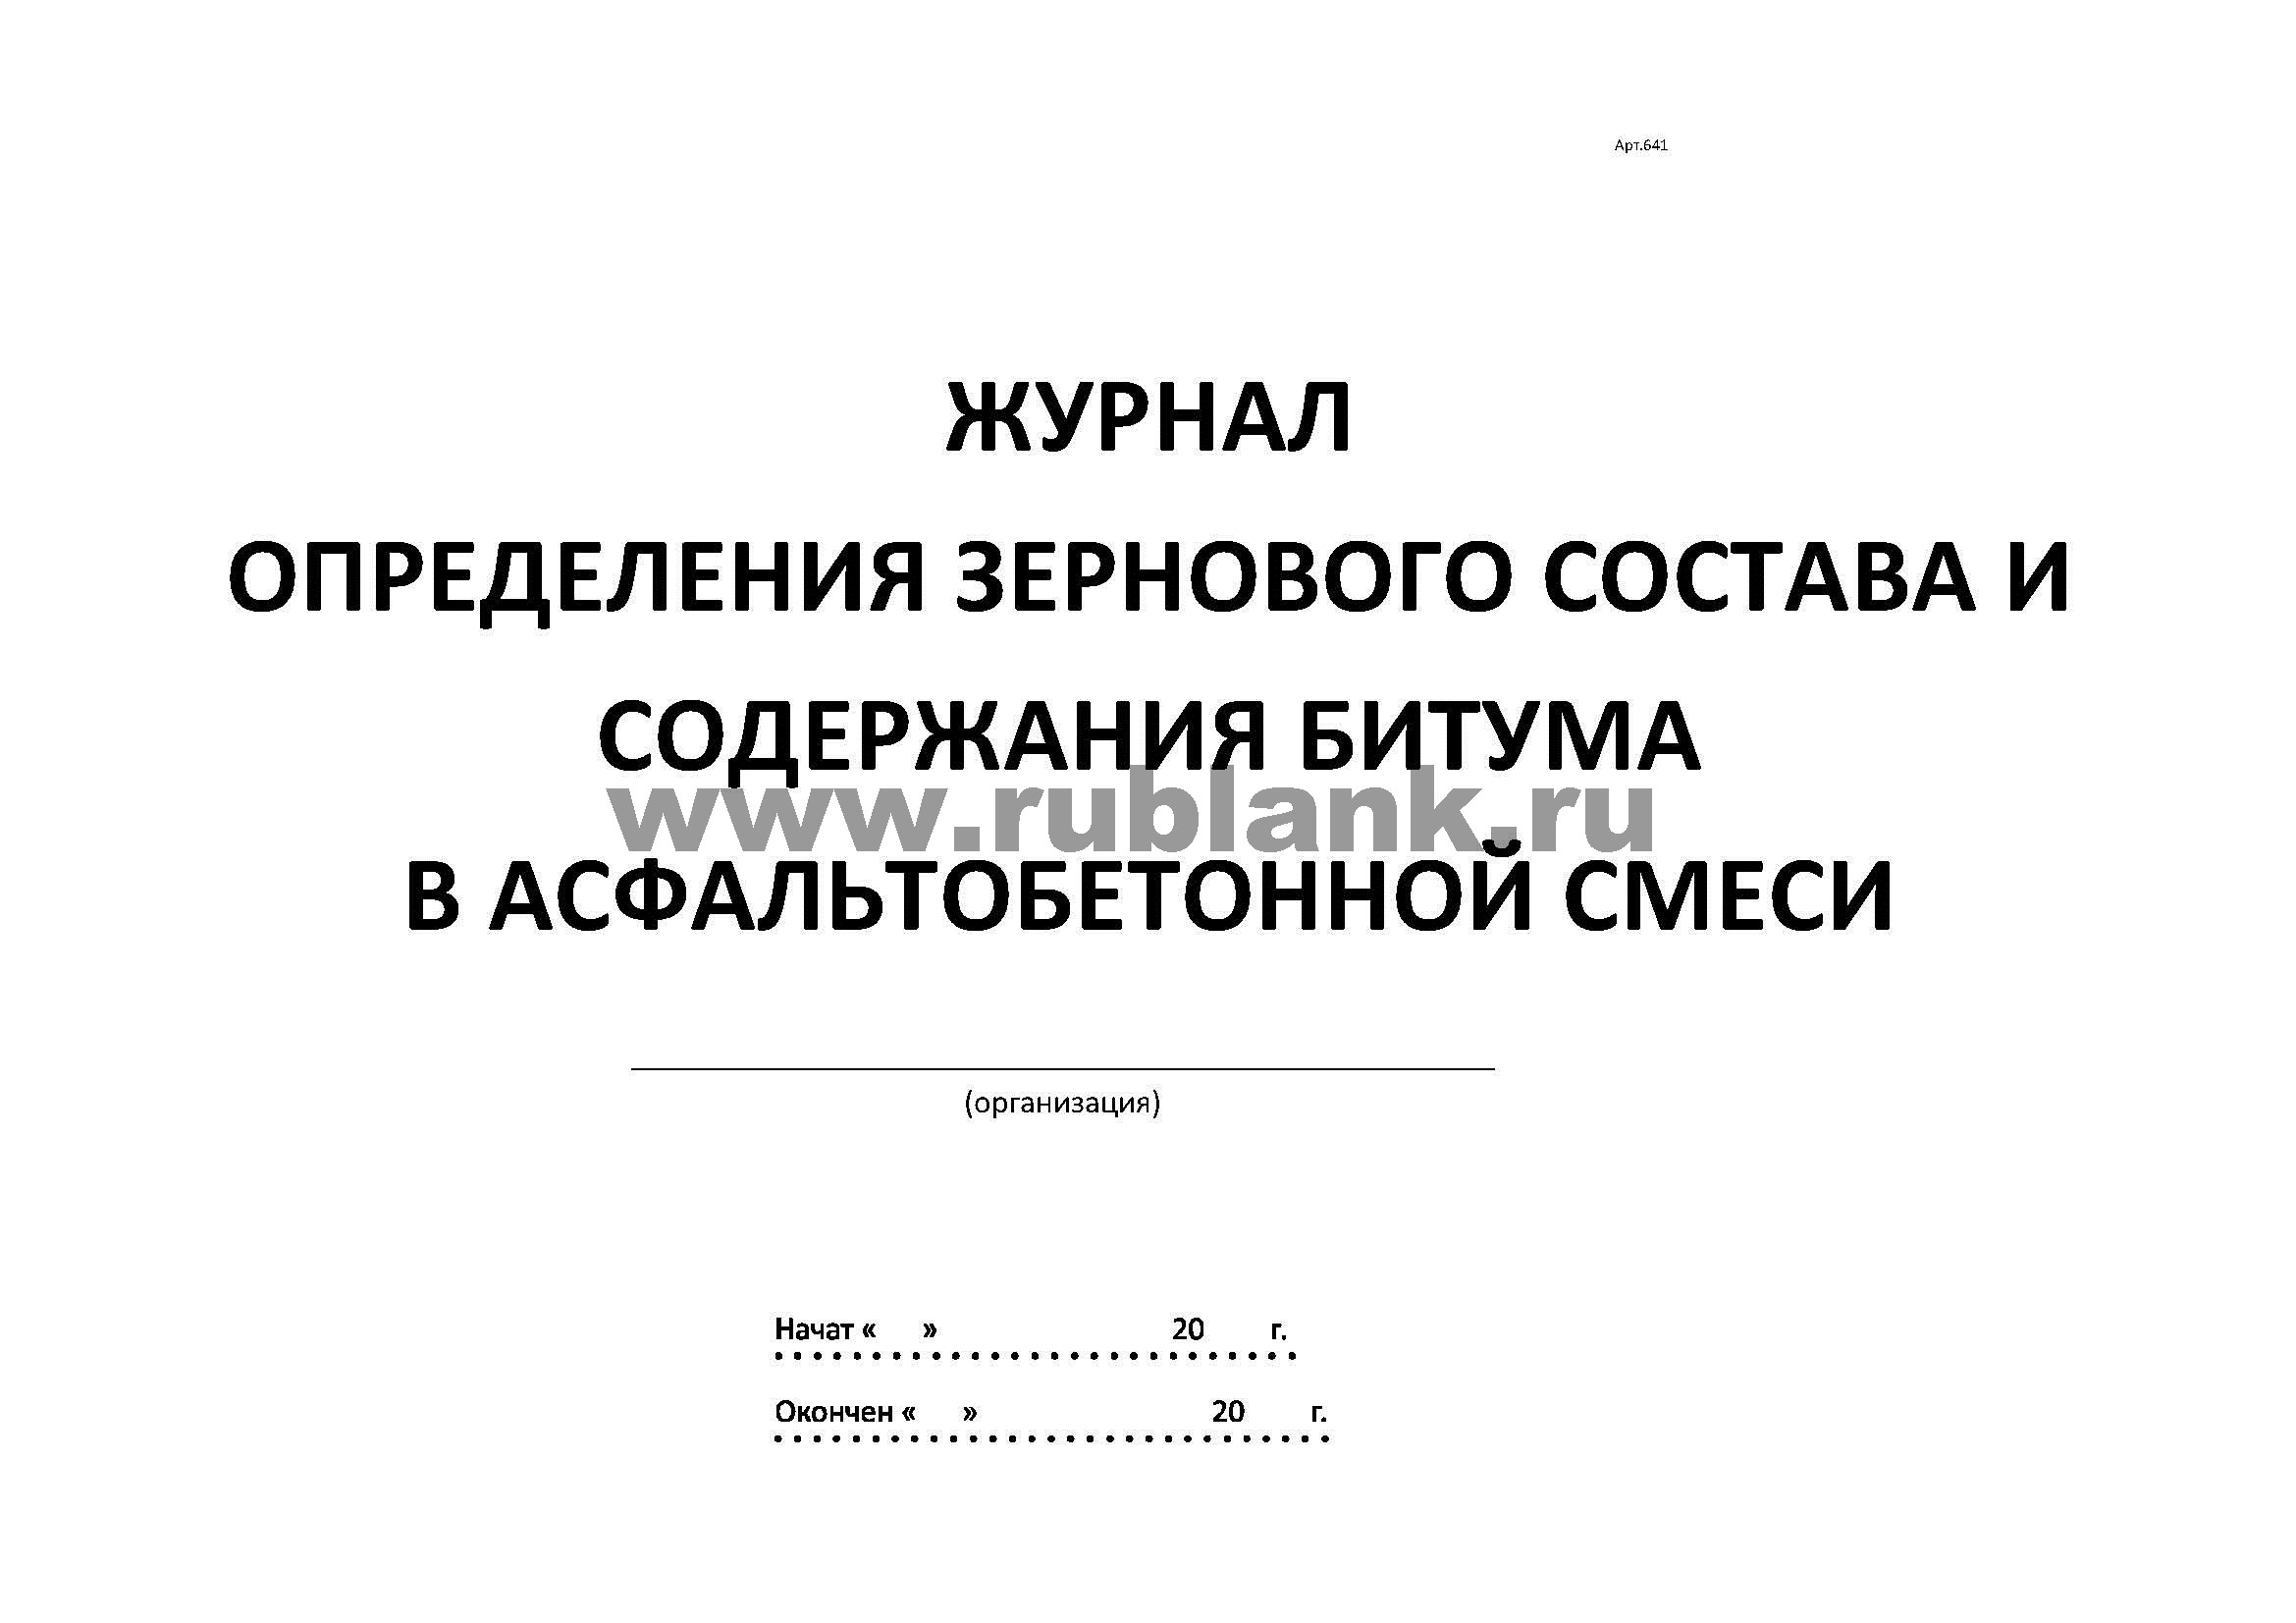 Арт.641
ЖУРНАЛ
ОПРЕДЕЛЕНИЯ ЗЕРНОВОГО СОСТАВА И
СОДЕРЖАНИЯ БИТУМА
www.rublank.ru
В АСФАЛЬТОБЕТОННОЙ СМЕСИ
(организация)
Начат « » 20 г.
Окончен « » 20 г.